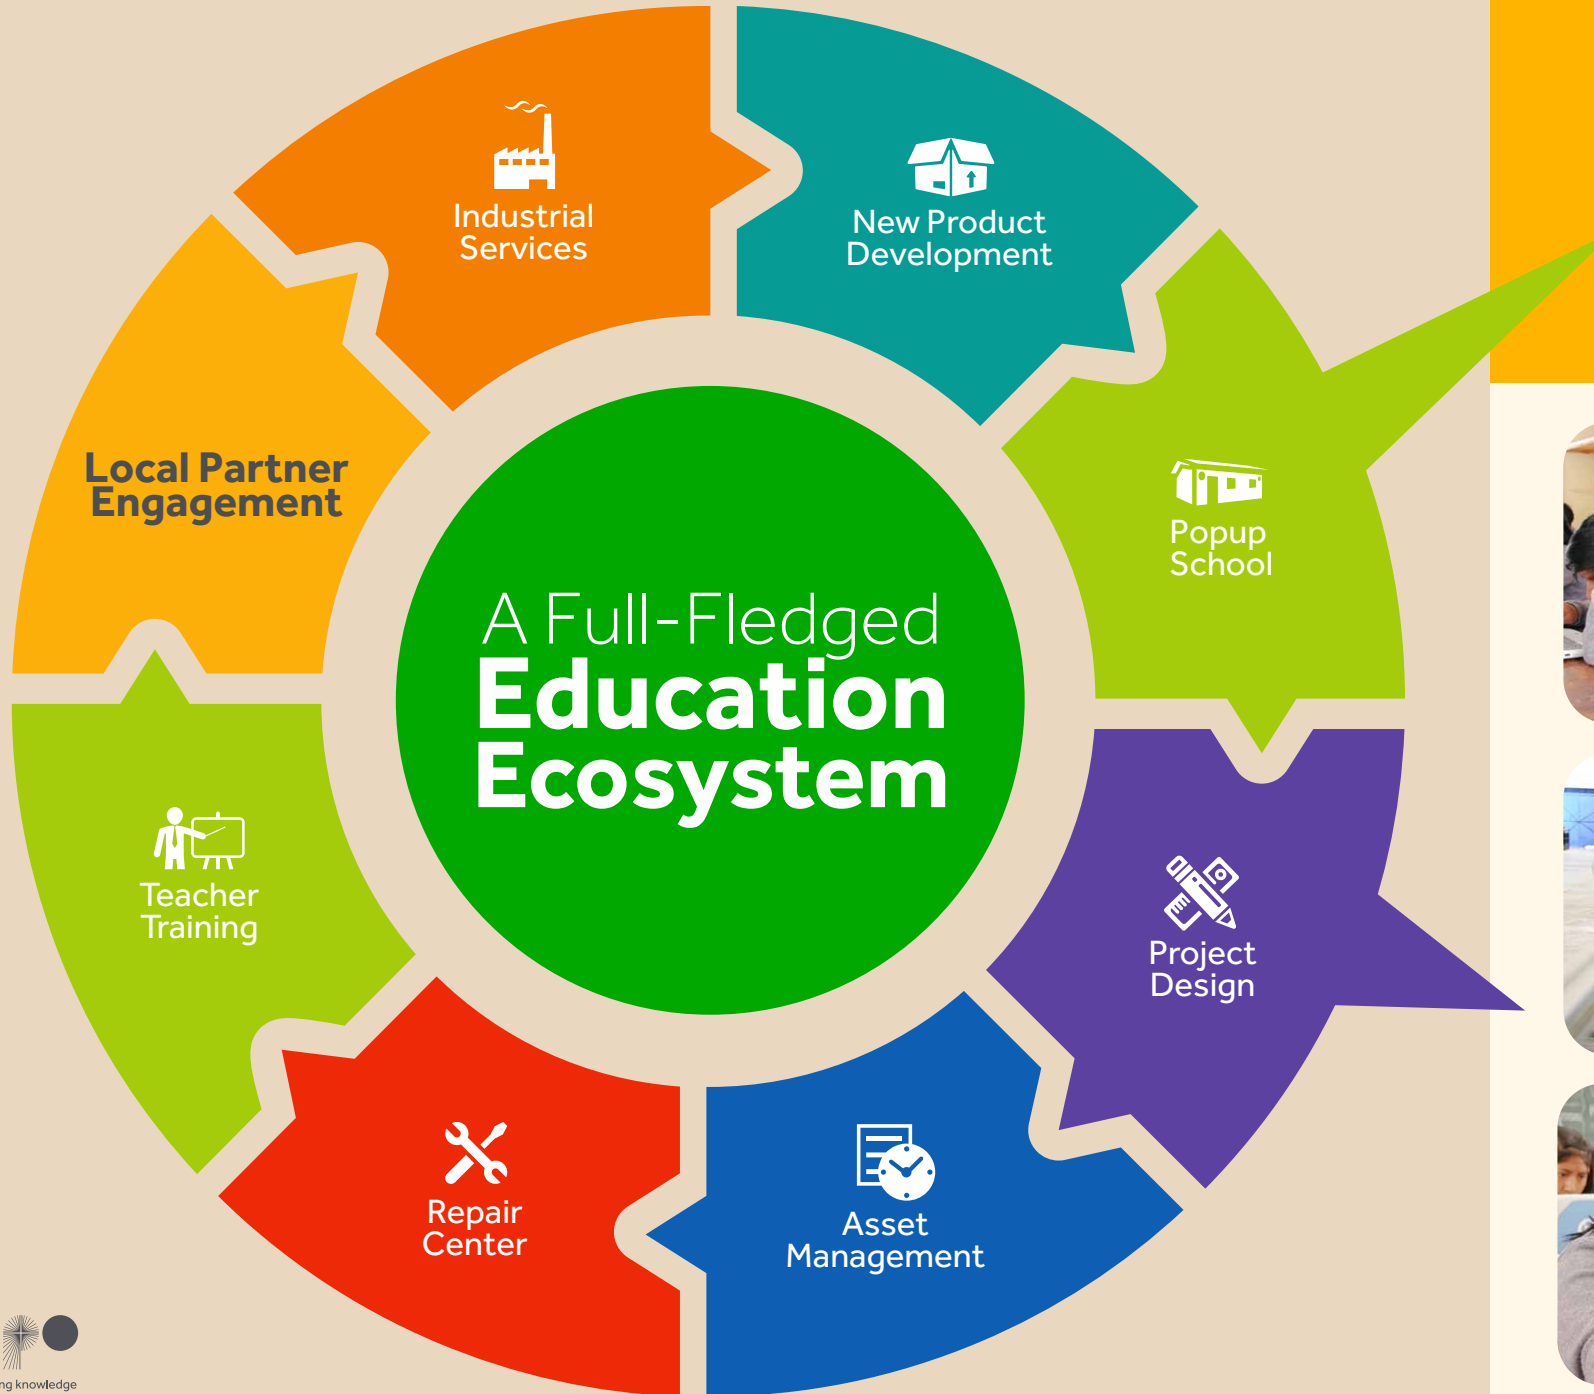 Industrial
Services
New Product
Development
Local Partner
Engagement
Popup
School
A Full-Fledged
Education
Ecosystem
Teacher
Training
Project
Design
Repair
Center
Asset
Management
ng knowledge